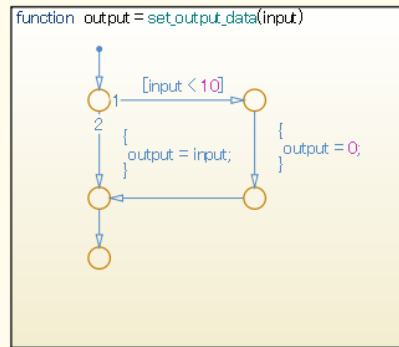 function output = set_output_data(input)
1
[input < 10]
2
{
output = input;
}
{
output = 0;
}